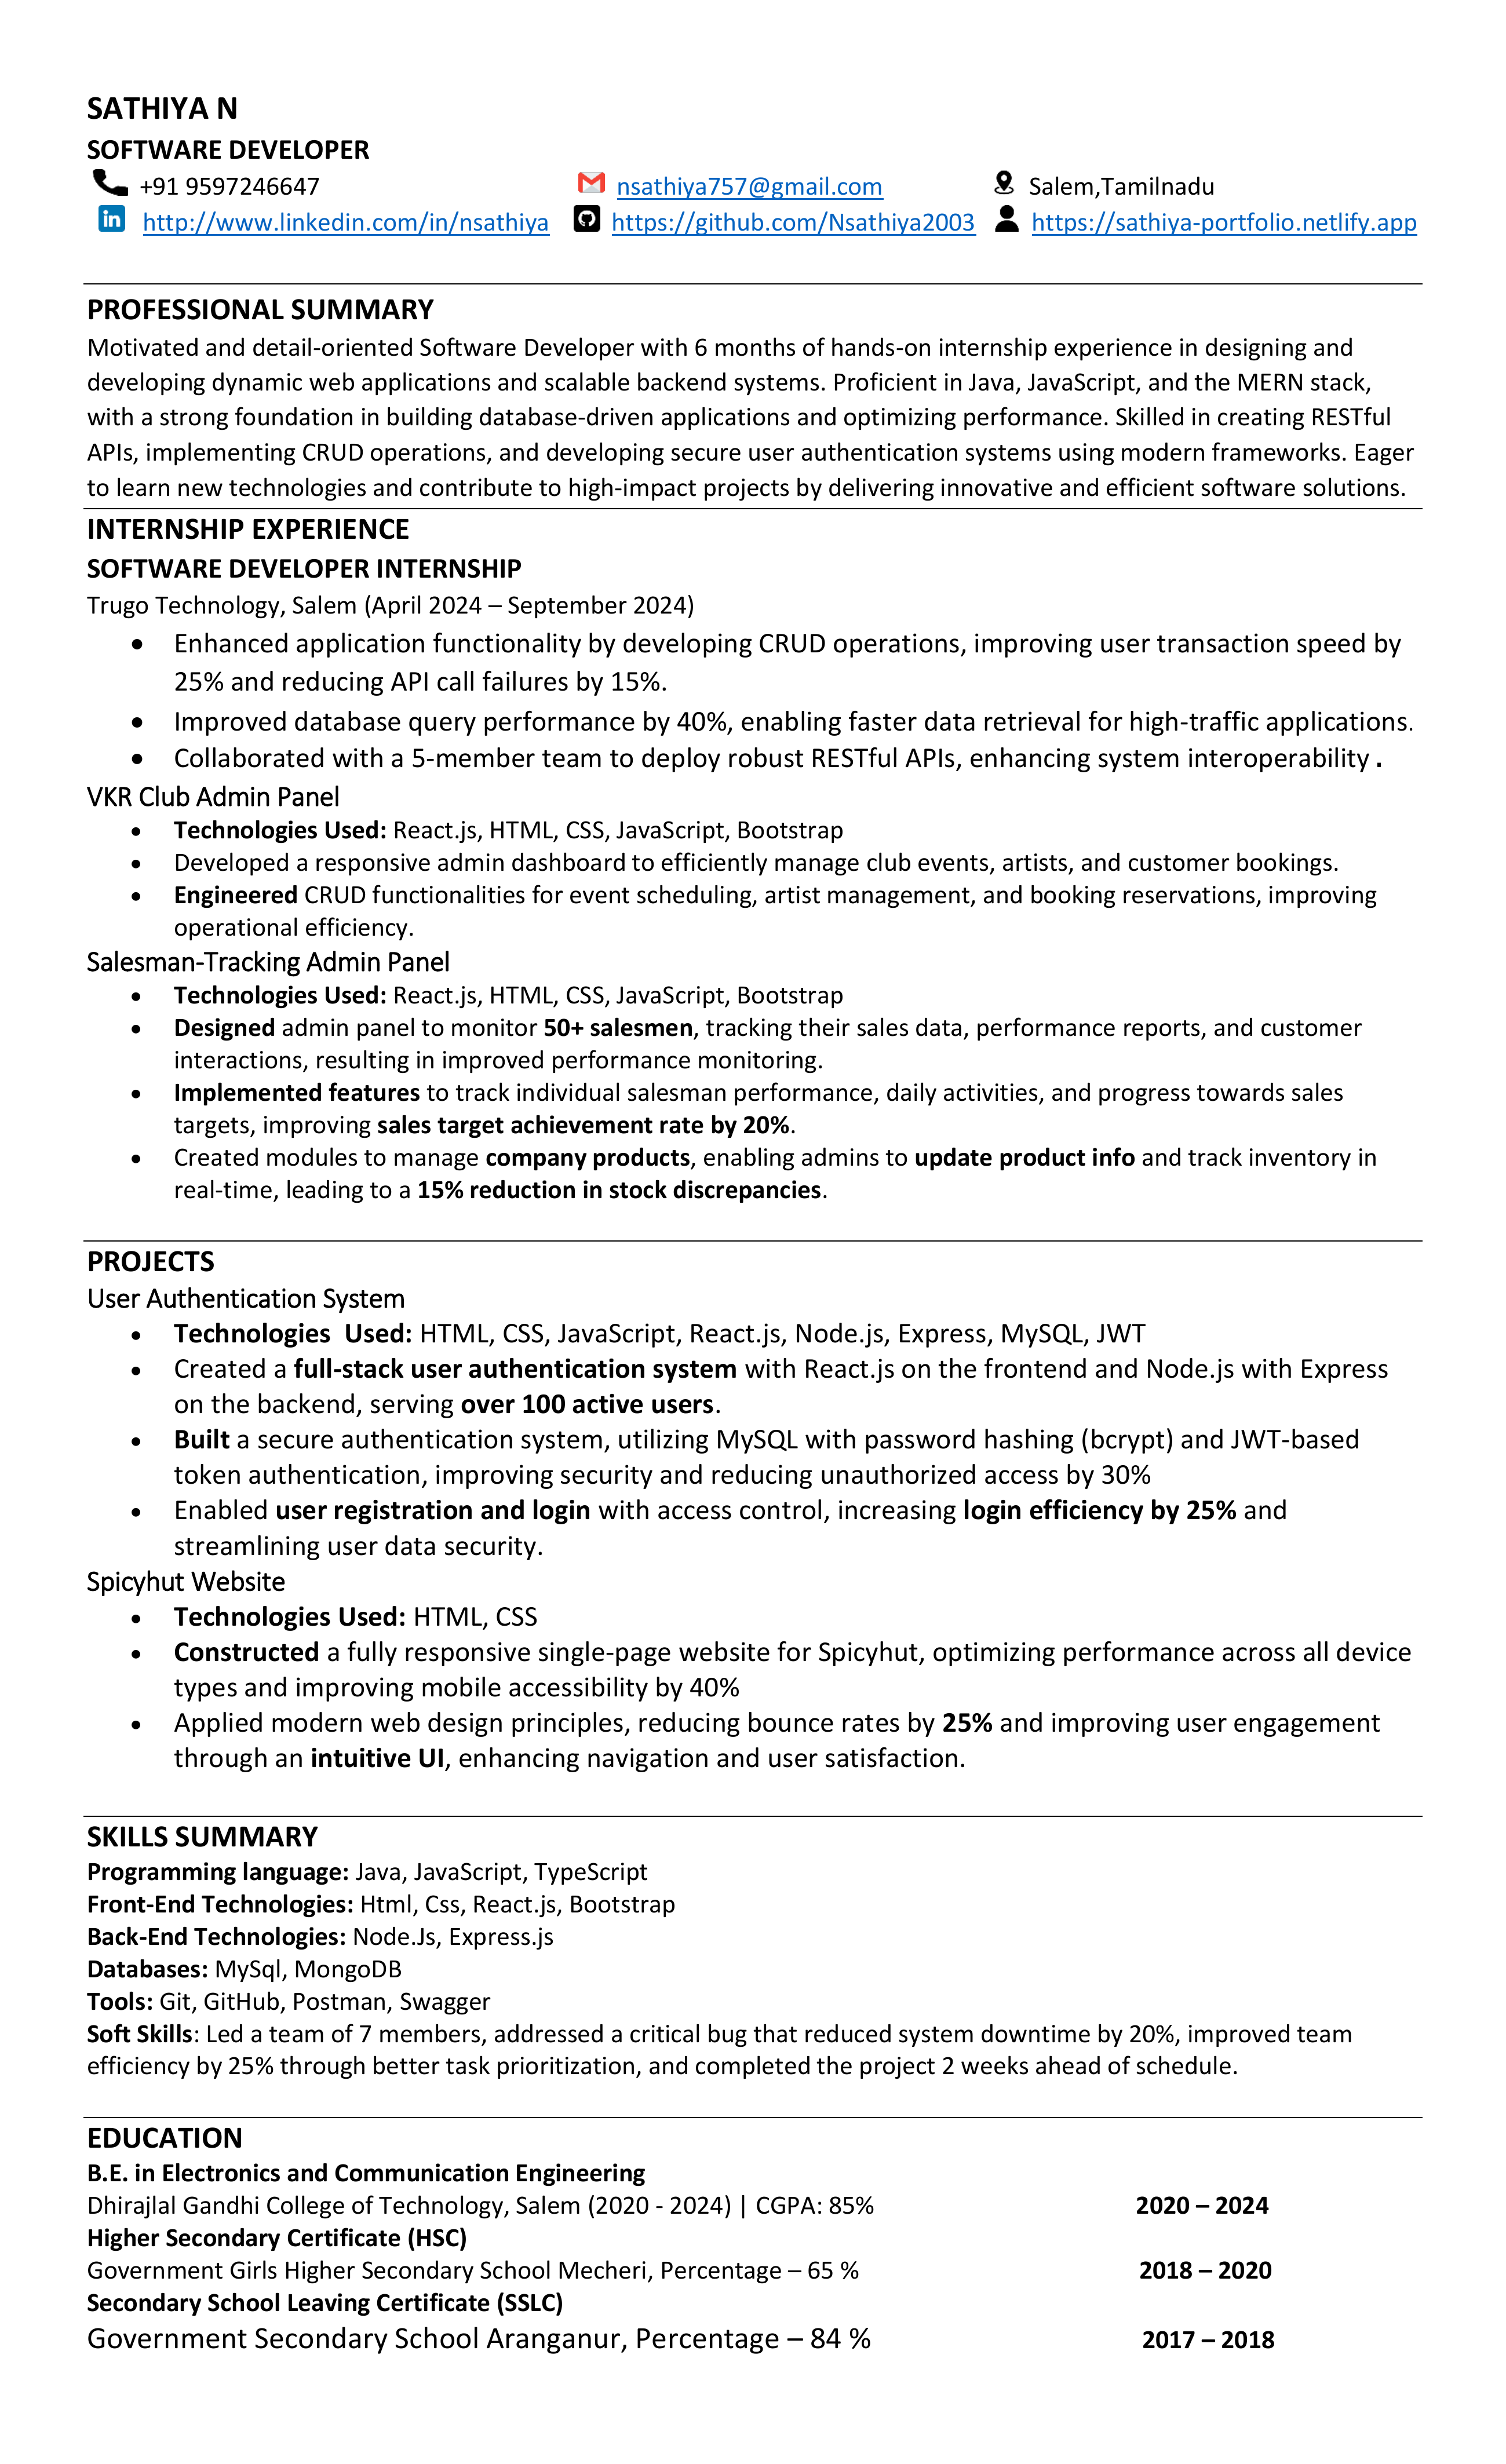 SATHIYA N
SOFTWARE DEVELOPER
+91 9597246647 nsathiya757@gmail.com Salem,Tamilnadu
http://www.linkedin.com/in/nsathiya https://github.com/Nsathiya2003 https://sathiya-portfolio.netlify.app
PROFESSIONAL SUMMARY
Motivated and detail-oriented Software Developer with 6 months of hands-on internship experience in designing and
developing dynamic web applications and scalable backend systems. Proficient in Java, JavaScript, and the MERN stack,
with a strong foundation in building database-driven applications and optimizing performance. Skilled in creating RESTful
APIs, implementing CRUD operations, and developing secure user authentication systems using modern frameworks. Eager
to learn new technologies and contribute to high-impact projects by delivering innovative and efficient software solutions.
INTERNSHIP EXPERIENCE
SOFTWARE DEVELOPER INTERNSHIP
Trugo Technology, Salem (April 2024 – September 2024)
• Enhanced application functionality by developing CRUD operations, improving user transaction speed by
25% and reducing API call failures by 15%.
• Improved database query performance by 40%, enabling faster data retrieval for high-traffic applications.
• Collaborated with a 5-member team to deploy robust RESTful APIs, enhancing system interoperability .
VKR Club Admin Panel
• Technologies Used: React.js, HTML, CSS, JavaScript, Bootstrap
• Developed a responsive admin dashboard to efficiently manage club events, artists, and customer bookings.
• Engineered CRUD functionalities for event scheduling, artist management, and booking reservations, improving
operational efficiency.
Salesman-Tracking Admin Panel
• Technologies Used: React.js, HTML, CSS, JavaScript, Bootstrap
• Designed admin panel to monitor 50+ salesmen, tracking their sales data, performance reports, and customer
interactions, resulting in improved performance monitoring.
• Implemented features to track individual salesman performance, daily activities, and progress towards sales
targets, improving sales target achievement rate by 20%.
• Created modules to manage company products, enabling admins to update product info and track inventory in
real-time, leading to a 15% reduction in stock discrepancies.
PROJECTS
User Authentication System
• Technologies Used: HTML, CSS, JavaScript, React.js, Node.js, Express, MySQL, JWT
• Created a full-stack user authentication system with React.js on the frontend and Node.js with Express
on the backend, serving over 100 active users.
• Built a secure authentication system, utilizing MySQL with password hashing (bcrypt) and JWT-based
token authentication, improving security and reducing unauthorized access by 30%
• Enabled user registration and login with access control, increasing login efficiency by 25% and
streamlining user data security.
Spicyhut Website
• Technologies Used: HTML, CSS
• Constructed a fully responsive single-page website for Spicyhut, optimizing performance across all device
types and improving mobile accessibility by 40%
• Applied modern web design principles, reducing bounce rates by 25% and improving user engagement
through an intuitive UI, enhancing navigation and user satisfaction.
SKILLS SUMMARY
Programming language: Java, JavaScript, TypeScript
Front-End Technologies: Html, Css, React.js, Bootstrap
Back-End Technologies: Node.Js, Express.js
Databases: MySql, MongoDB
Tools: Git, GitHub, Postman, Swagger
Soft Skills: Led a team of 7 members, addressed a critical bug that reduced system downtime by 20%, improved team
efficiency by 25% through better task prioritization, and completed the project 2 weeks ahead of schedule.
EDUCATION
B.E. in Electronics and Communication Engineering
Dhirajlal Gandhi College of Technology, Salem (2020 - 2024) | CGPA: 85% 2020 – 2024
Higher Secondary Certificate (HSC)
Government Girls Higher Secondary School Mecheri, Percentage – 65 % 2018 – 2020
Secondary School Leaving Certificate (SSLC)
Government Secondary School Aranganur, Percentage – 84 % 2017 – 2018